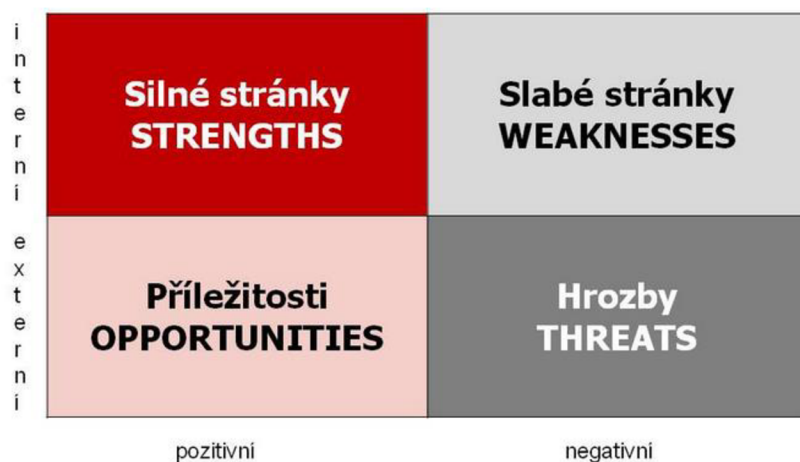 interní
Silné stránky
STRENGTHS
Slabé stránky
WEAKNESSES
externí
Příležitosti
OPPORTUNITIES
Hrozby
THREATS
pozitivní
negativní